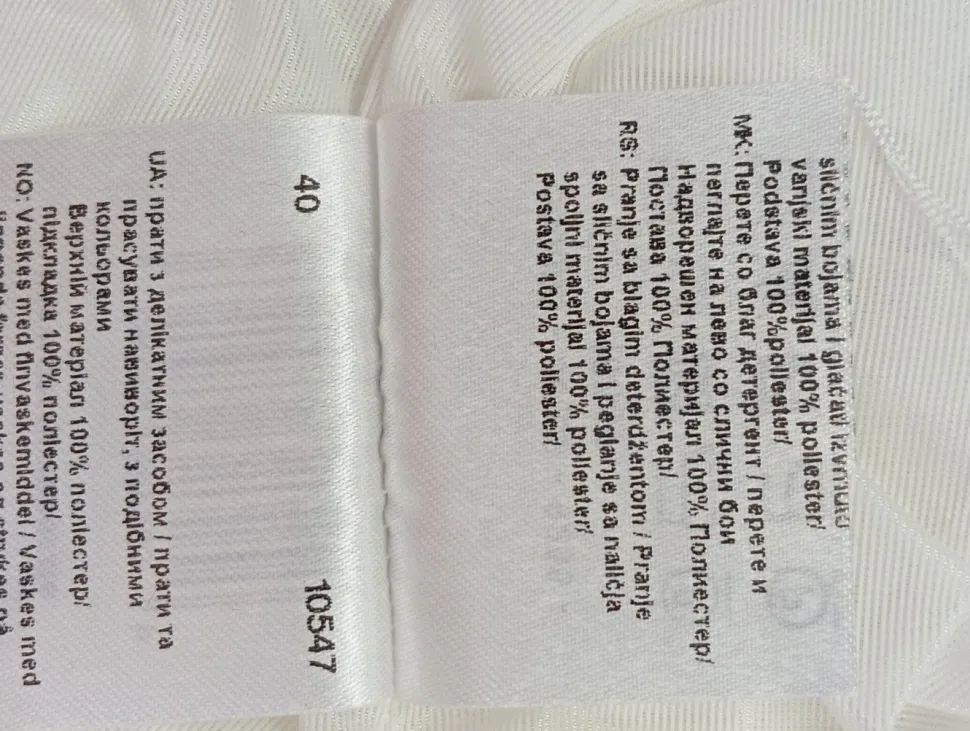 sličnim bojama i glačati iznutra
vanjski materijal 100% poliester/
Podstava 100%poliester/
MK: Перете со благ детергент / перете и
пеглајте на лево со слични бои
Надворешен материјал 100% Полиестер/
Постава 100% Полиестер/
RS: Pranje sa blagim deterdžentom / Pranje
sa sličnim bojama i peglanje sa naličja
spoljni materijal 100% poliester/
Postava 100% poliester/
40
10547
UA: прати з делікатним засобом / прати та
прасувати навиворіт, з подібними
кольорами
Верхній матеріал 100% поліестер/
підкладка 100% поліестер/
NO: Vaskes med finvaskemiddel / Vaskes med